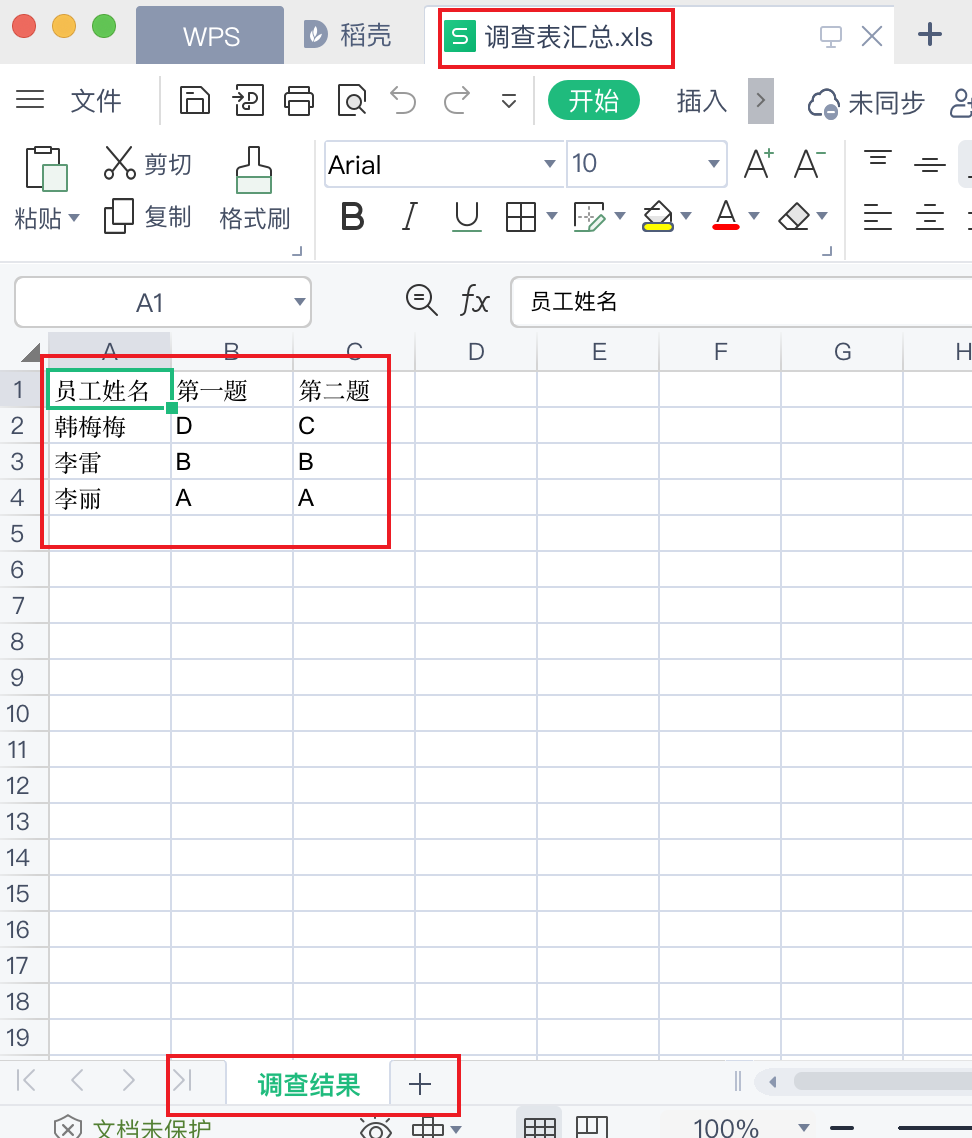 WPS 稻壳 S 调查表汇总.xls
文件 开始 插入 未同步
粘贴 剪切 复制 格式刷
Arial 10 A+ A-
B I U A
A1 fx 员工姓名
A B C D E F G H
1 员工姓名 第一题 第二题
2 韩梅梅 D C
3 李雷 B B
4 李丽 A A
5
6
7
8
9
10
11
12
13
14
15
16
17
18
19
调查结果
文档未保护 100%